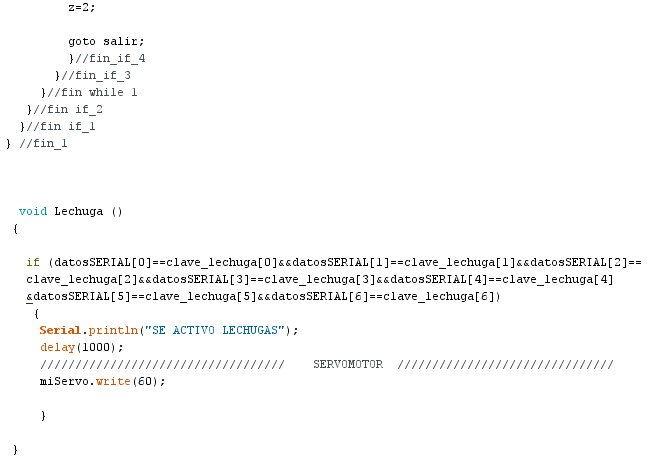 z=2;
goto salir;
}//fin_if_4
}//fin_if_3
}//fin while 1
}//fin if_2
}//fin if_1
} //fin_1
void Lechuga ()
{
if (datosSERIAL[0]==clave_lechuga[0]&&datosSERIAL[1]==clave_lechuga[1]&&datosSERIAL[2]==
clave_lechuga[2]&&datosSERIAL[3]==clave_lechuga[3]&&datosSERIAL[4]==clave_lechuga[4]
&datosSERIAL[5]==clave_lechuga[5]&&datosSERIAL[6]==clave_lechuga[6])
{
Serial.println("SE ACTIVO LECHUGAS");
delay(1000);
/////////////////////////////////// SERVOMOTOR ///////////////////////////////
miServo.write(60);
}
}